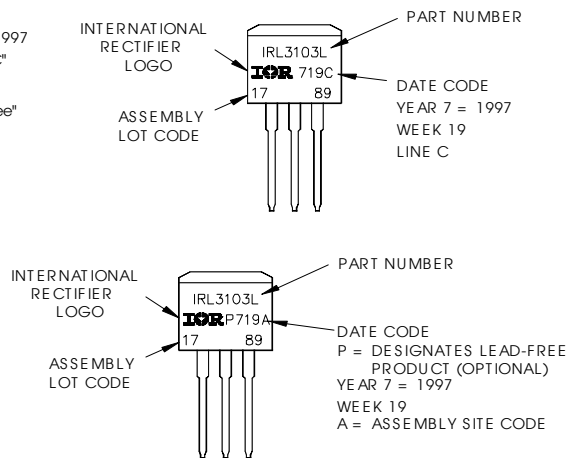 997
"
ee"
INTERNATIONAL
RECTIFIER
LOGO
PART NUMBER
IRL3103L
IOR 719C
17 89
ASSEMBLY
LOT CODE
DATE CODE
YEAR 7 = 1997
WEEK 19
LINE C
INTERNATIONAL
RECTIFIER
LOGO
PART NUMBER
IRL3103L
IOR P719A
17 89
ASSEMBLY
LOT CODE
DATE CODE
P = DESIGNATES LEAD-FREE
PRODUCT (OPTIONAL)
YEAR 7 = 1997
WEEK 19
A = ASSEMBLY SITE CODE